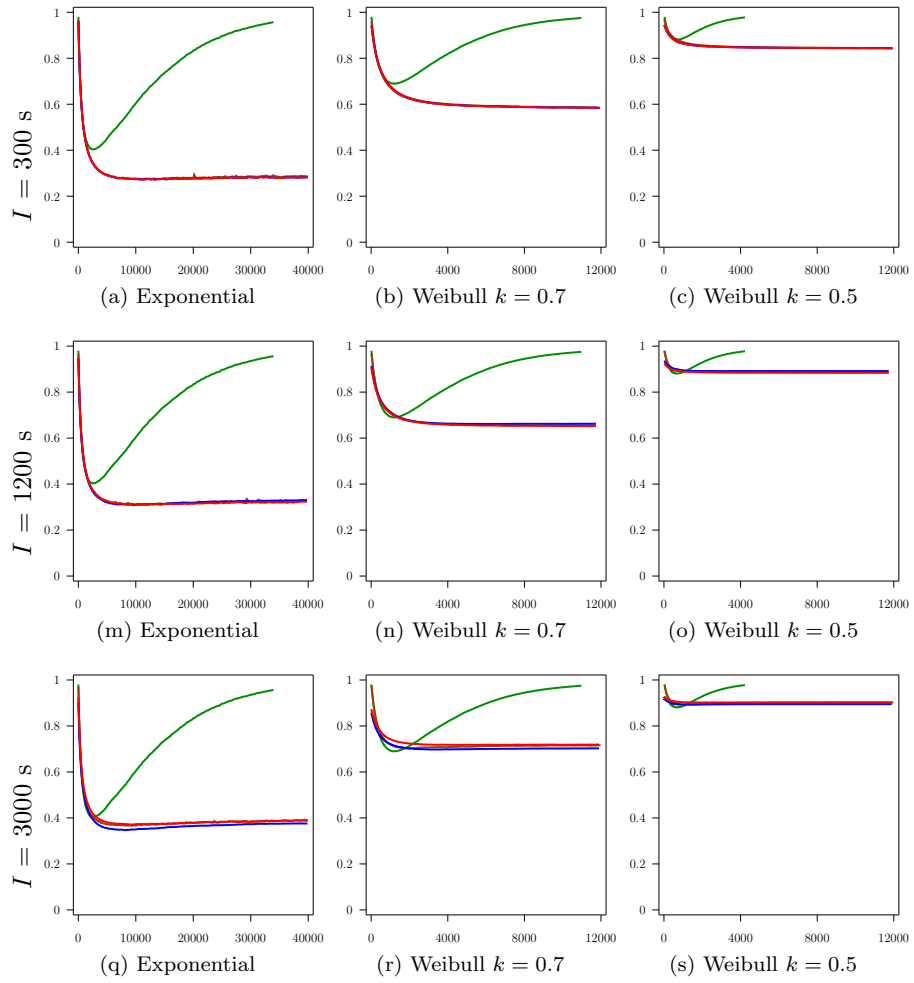 1
0.8
0.6
0.4
0.2
0
0 10000 20000 30000 40000
1
0.8
0.6
0.4
0.2
0
0 4000 8000 12000
1
0.8
0.6
0.4
0.2
0
0 4000 8000 12000
I = 300 s
(a) Exponential
(b) Weibull k = 0.7
(c) Weibull k = 0.5
1
0.8
0.6
0.4
0.2
0
0 10000 20000 30000 40000
1
0.8
0.6
0.4
0.2
0
0 4000 8000 12000
1
0.8
0.6
0.4
0.2
0
0 4000 8000 12000
I = 1200 s
(m) Exponential
(n) Weibull k = 0.7
(o) Weibull k = 0.5
1
0.8
0.6
0.4
0.2
0
0 10000 20000 30000 40000
1
0.8
0.6
0.4
0.2
0
0 4000 8000 12000
1
0.8
0.6
0.4
0.2
0
0 4000 8000 12000
I = 3000 s
(q) Exponential
(r) Weibull k = 0.7
(s) Weibull k = 0.5